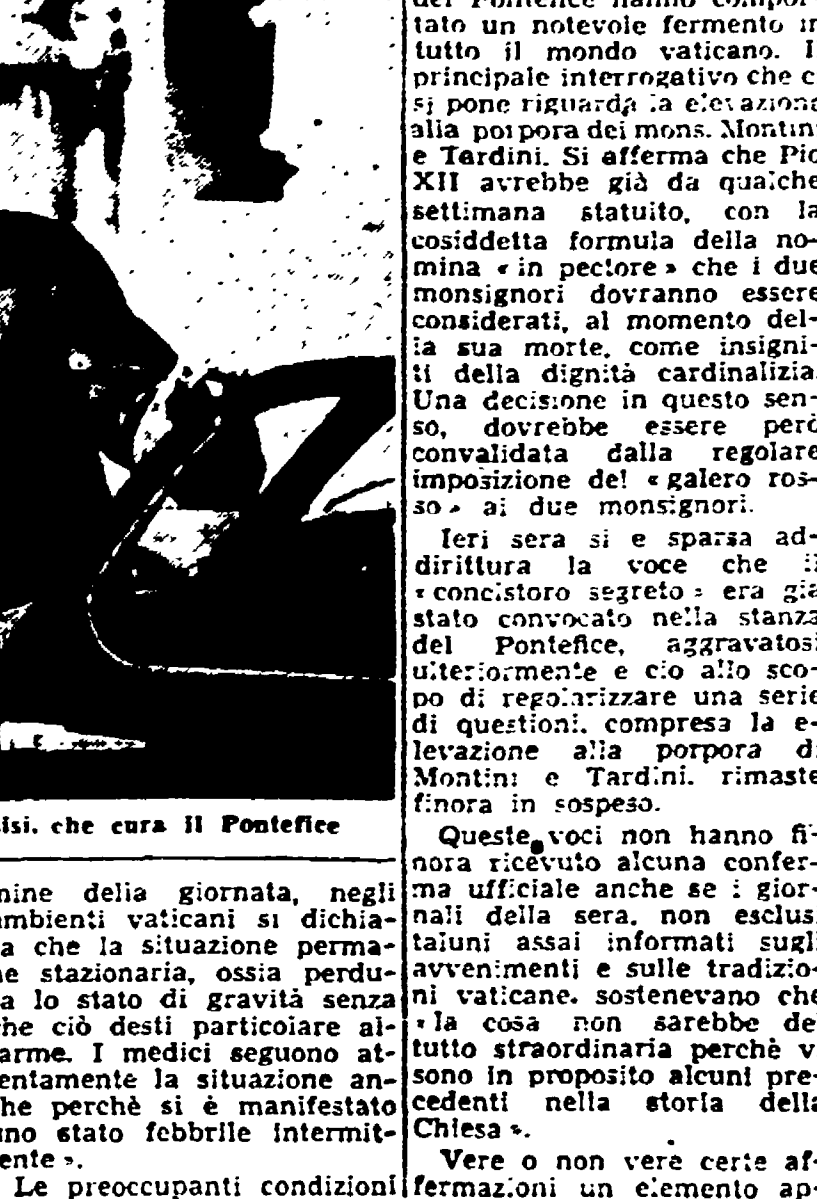 isi. che cura il Pontefice
nine della giornata, negli
ambienti vaticani si dichia-
a che la situazione perma-
ne stazionaria, ossia perdu-
a lo stato di gravità senza
che ciò desti particolare al-
arme. I medici seguono at-
entamente la situazione an-
che perchè si è manifestato
uno stato febbrile intermit-
ente ».
Le preoccupanti condizioni
del Pontefice hanno compor-
tato un notevole fermento in
tutto il mondo vaticano. I
principale interrogativo che c
si pone riguarda la elevazione
alla porpora dei mons. Montini
e Tardini. Si afferma che Pio
XII avrebbe già da qualche
settimana statuito, con la
cosiddetta formula della no-
mina « in pectore » che i due
monsignori dovranno essere
considerati, al momento del-
la sua morte, come insigni-
ti della dignità cardinalizia.
Una decisione in questo sen-
so, dovrebbe essere però
convalidata dalla regolare
imposizione del « galero ros-
so » ai due monsignori.
Ieri sera si e sparsa ad-
dirittura la voce che il
« concistoro segreto » era già
stato convocato nella stanza
del Pontefice, aggravatosi
ulteriormente e cio allo sco-
po di regolarizzare una serie
di questioni. compresa la e-
levazione alla porpora di
Montini e Tardini. rimaste
finora in sospeso.
Queste voci non hanno fi-
nora ricevuto alcuna confer-
ma ufficiale anche se i gior-
nali della sera. non esclusi
taluni assai informati sugli
avvenimenti e sulle tradizio-
ni vaticane. sostenevano che
« la cosa non sarebbe del
tutto straordinaria perchè vi
sono in proposito alcuni pre-
cedenti nella storia della
Chiesa ».
Vere o non vere certe af-
fermazioni un elemento ap-